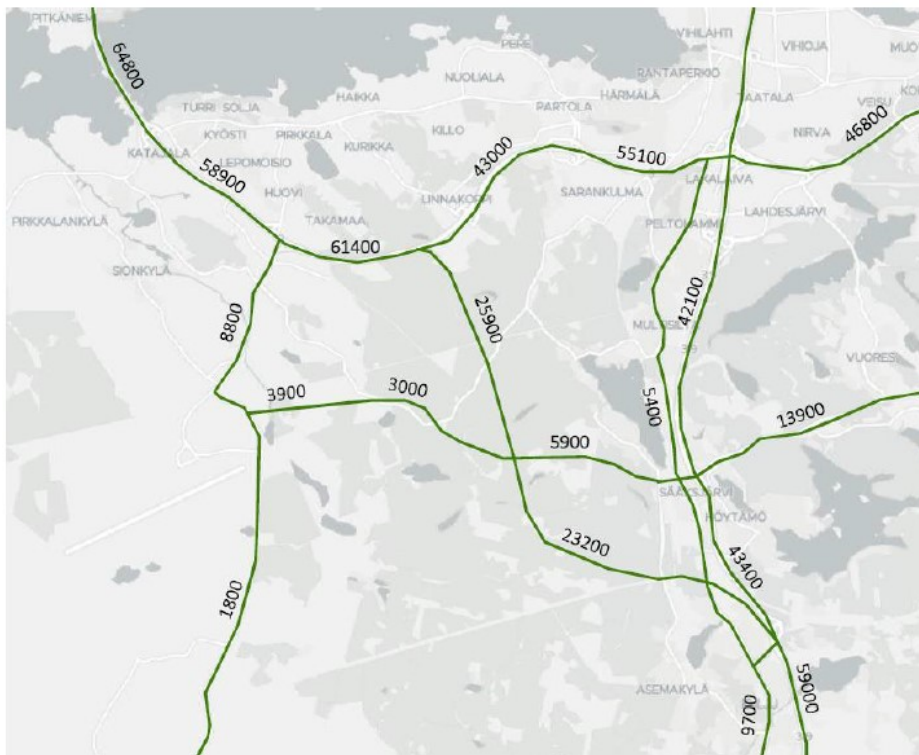 PITKÄNIEMI
VIHILAHTI
VIHIOJA
PERE
NUOLIALA
RANTAPERKIÖ
64800
HAIKKA
HÄRMÄLÄ
TAATALA
VEISU
TURRI SOLJA
PARTOLA
KYÖSTI
PIRKKALA
KILLO
NIRVA
46800
KATAJALA
KURIKKA
43000
55100
LEPOMOISIO
LAKALAIVA
58900
HUOVI
LINNAKORPI
SARANKULMA
PIRKKALANKYLÄ
TAKAMAA
PELTOLAMMI
LAHDESJÄRVI
61400
SIONKYLÄ
42100
8800
25900
MULTISILTA
VUORES
3900
3000
5400
13900
5900
SÄÄKSJÄRVI
HÖYTÄMÖ
23200
43400
1800
ASEMAKYLÄ
59000
9700